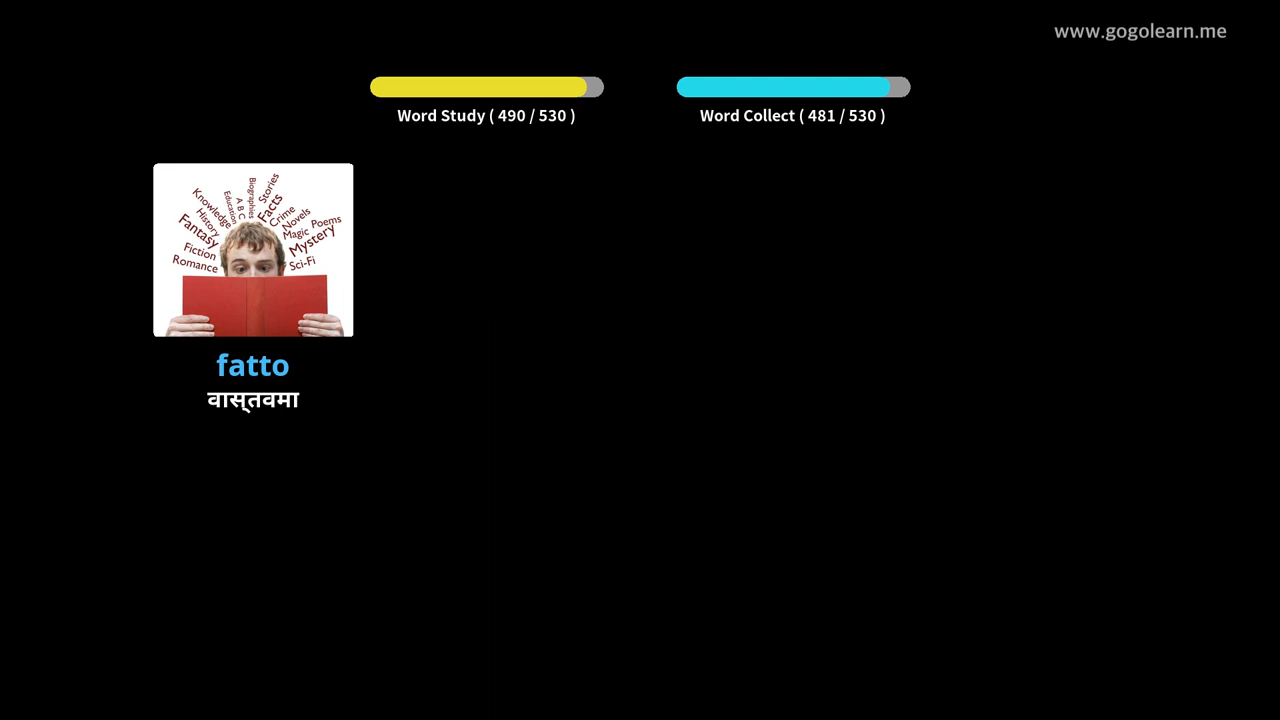 www.gogolearn.me
Word Study ( 490 / 530 )
Word Collect ( 481 / 530 )
Knowledge
Education
A B C
Biographies
Stories
Facts
History
Crime
Novels
Fantasy
Magic
Poems
Fiction
Mystery
Romance
Sci-Fi
fatto
वास्तवमा